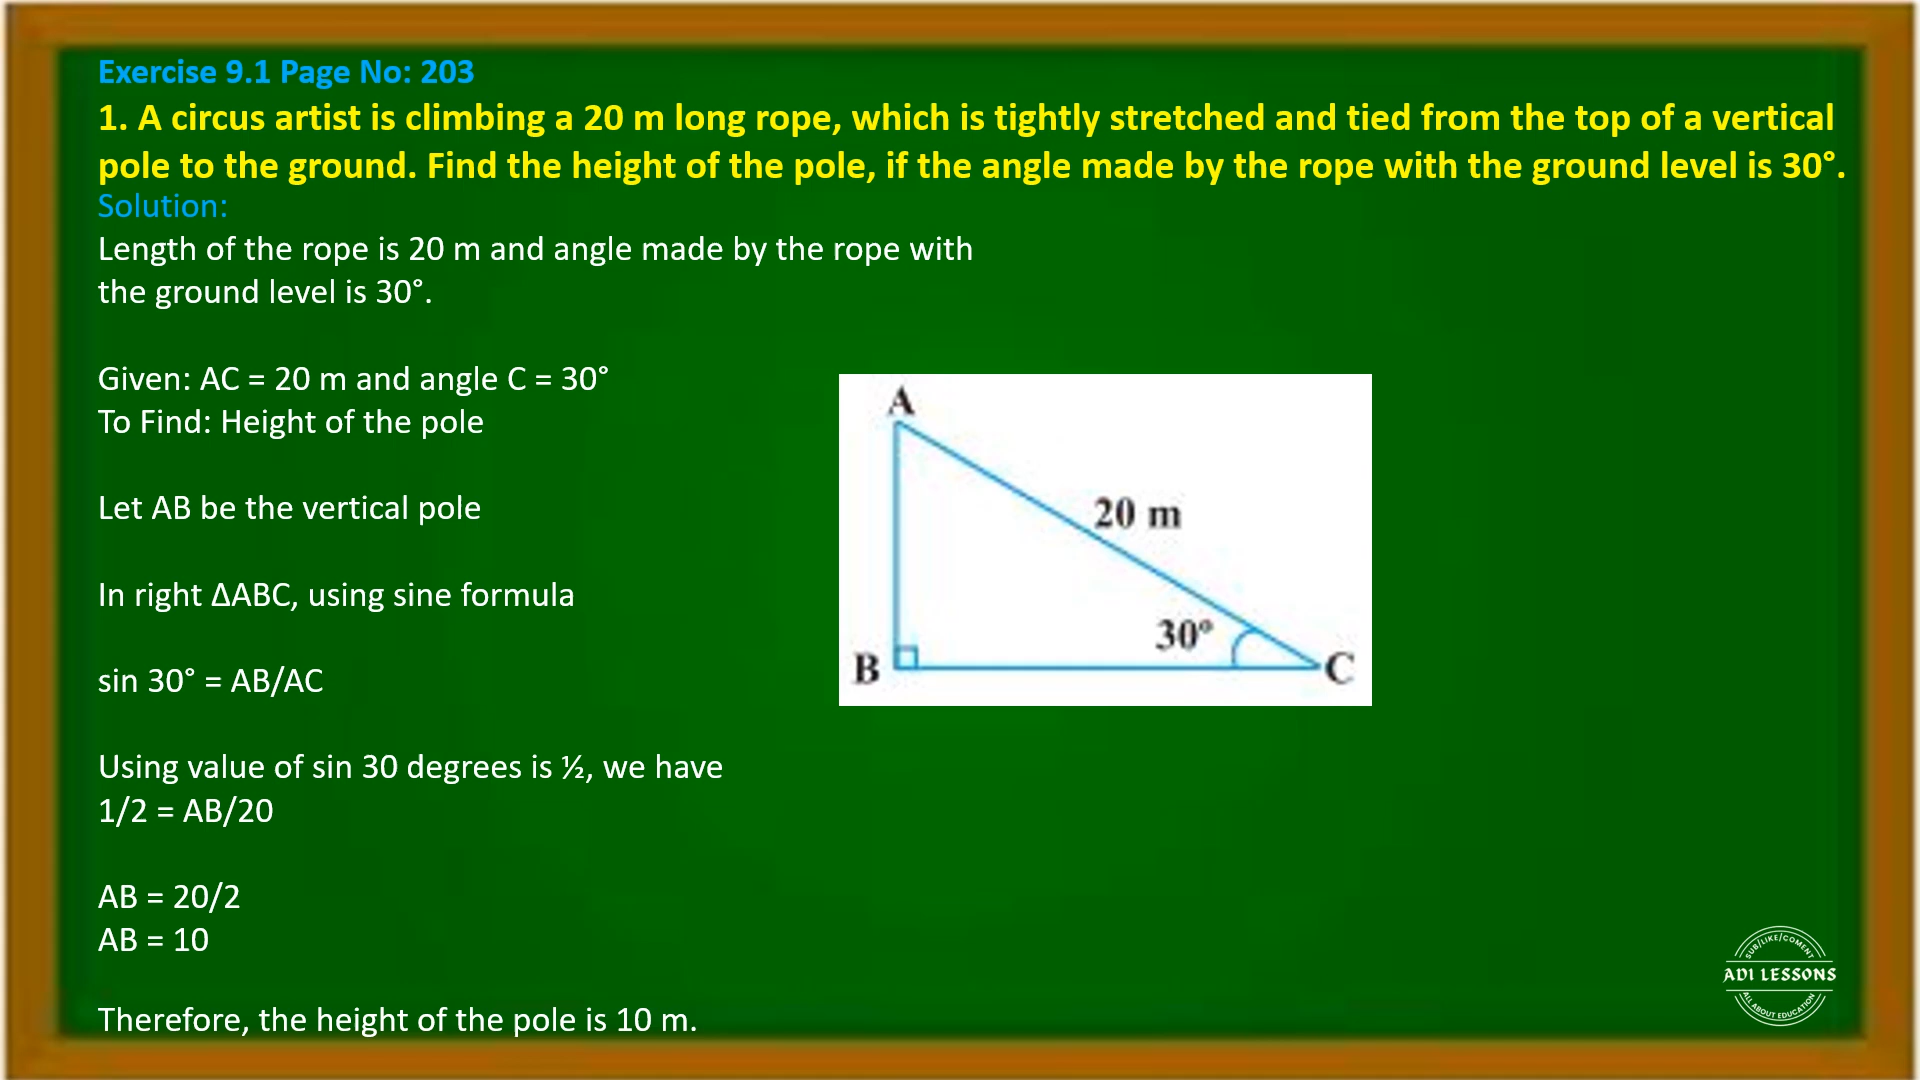 Exercise 9.1 Page No: 203
1. A circus artist is climbing a 20 m long rope, which is tightly stretched and tied from the top of a vertical
pole to the ground. Find the height of the pole, if the angle made by the rope with the ground level is 30°.
Solution:
Length of the rope is 20 m and angle made by the rope with
the ground level is 30°.
Given: AC = 20 m and angle C = 30°
To Find: Height of the pole
Let AB be the vertical pole
In right ΔABC, using sine formula
sin 30° = AB/AC
Using value of sin 30 degrees is ½, we have
1/2 = AB/20
AB = 20/2
AB = 10
Therefore, the height of the pole is 10 m.
A
20 m
30°
B
C
SUB/LIKE/COMENT
ADI LESSONS
ALL ABOUT EDUCATION